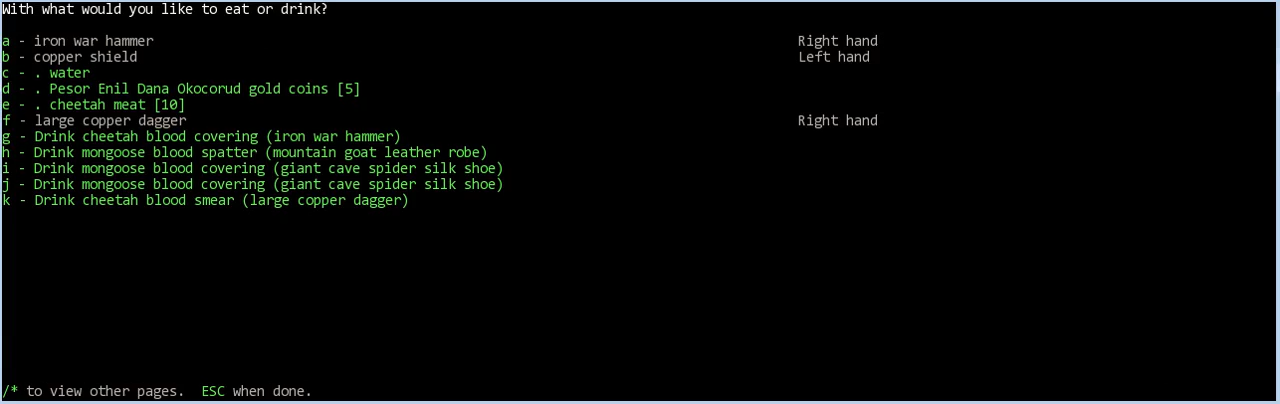 With what would you like to eat or drink?
a - iron war hammer Right hand
b - copper shield Left hand
c - . water
d - . Pesor Enil Dana Okocorud gold coins [5]
e - . cheetah meat [10]
f - large copper dagger Right hand
g - Drink cheetah blood covering (iron war hammer)
h - Drink mongoose blood spatter (mountain goat leather robe)
i - Drink mongoose blood covering (giant cave spider silk shoe)
j - Drink mongoose blood covering (giant cave spider silk shoe)
k - Drink cheetah blood smear (large copper dagger)
/* to view other pages. ESC when done.